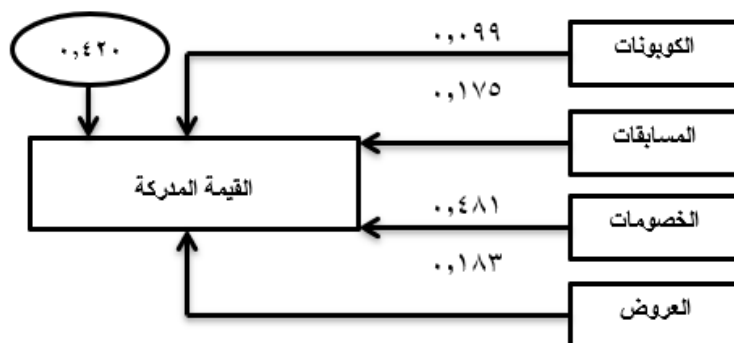 ٠,٠٩٩
الكوبونات
٠,٤٢٠
٠,١٧٥
المسابقات
القيمة المدركة
٠,٤٨١
الخصومات
٠,١٨٣
العروض